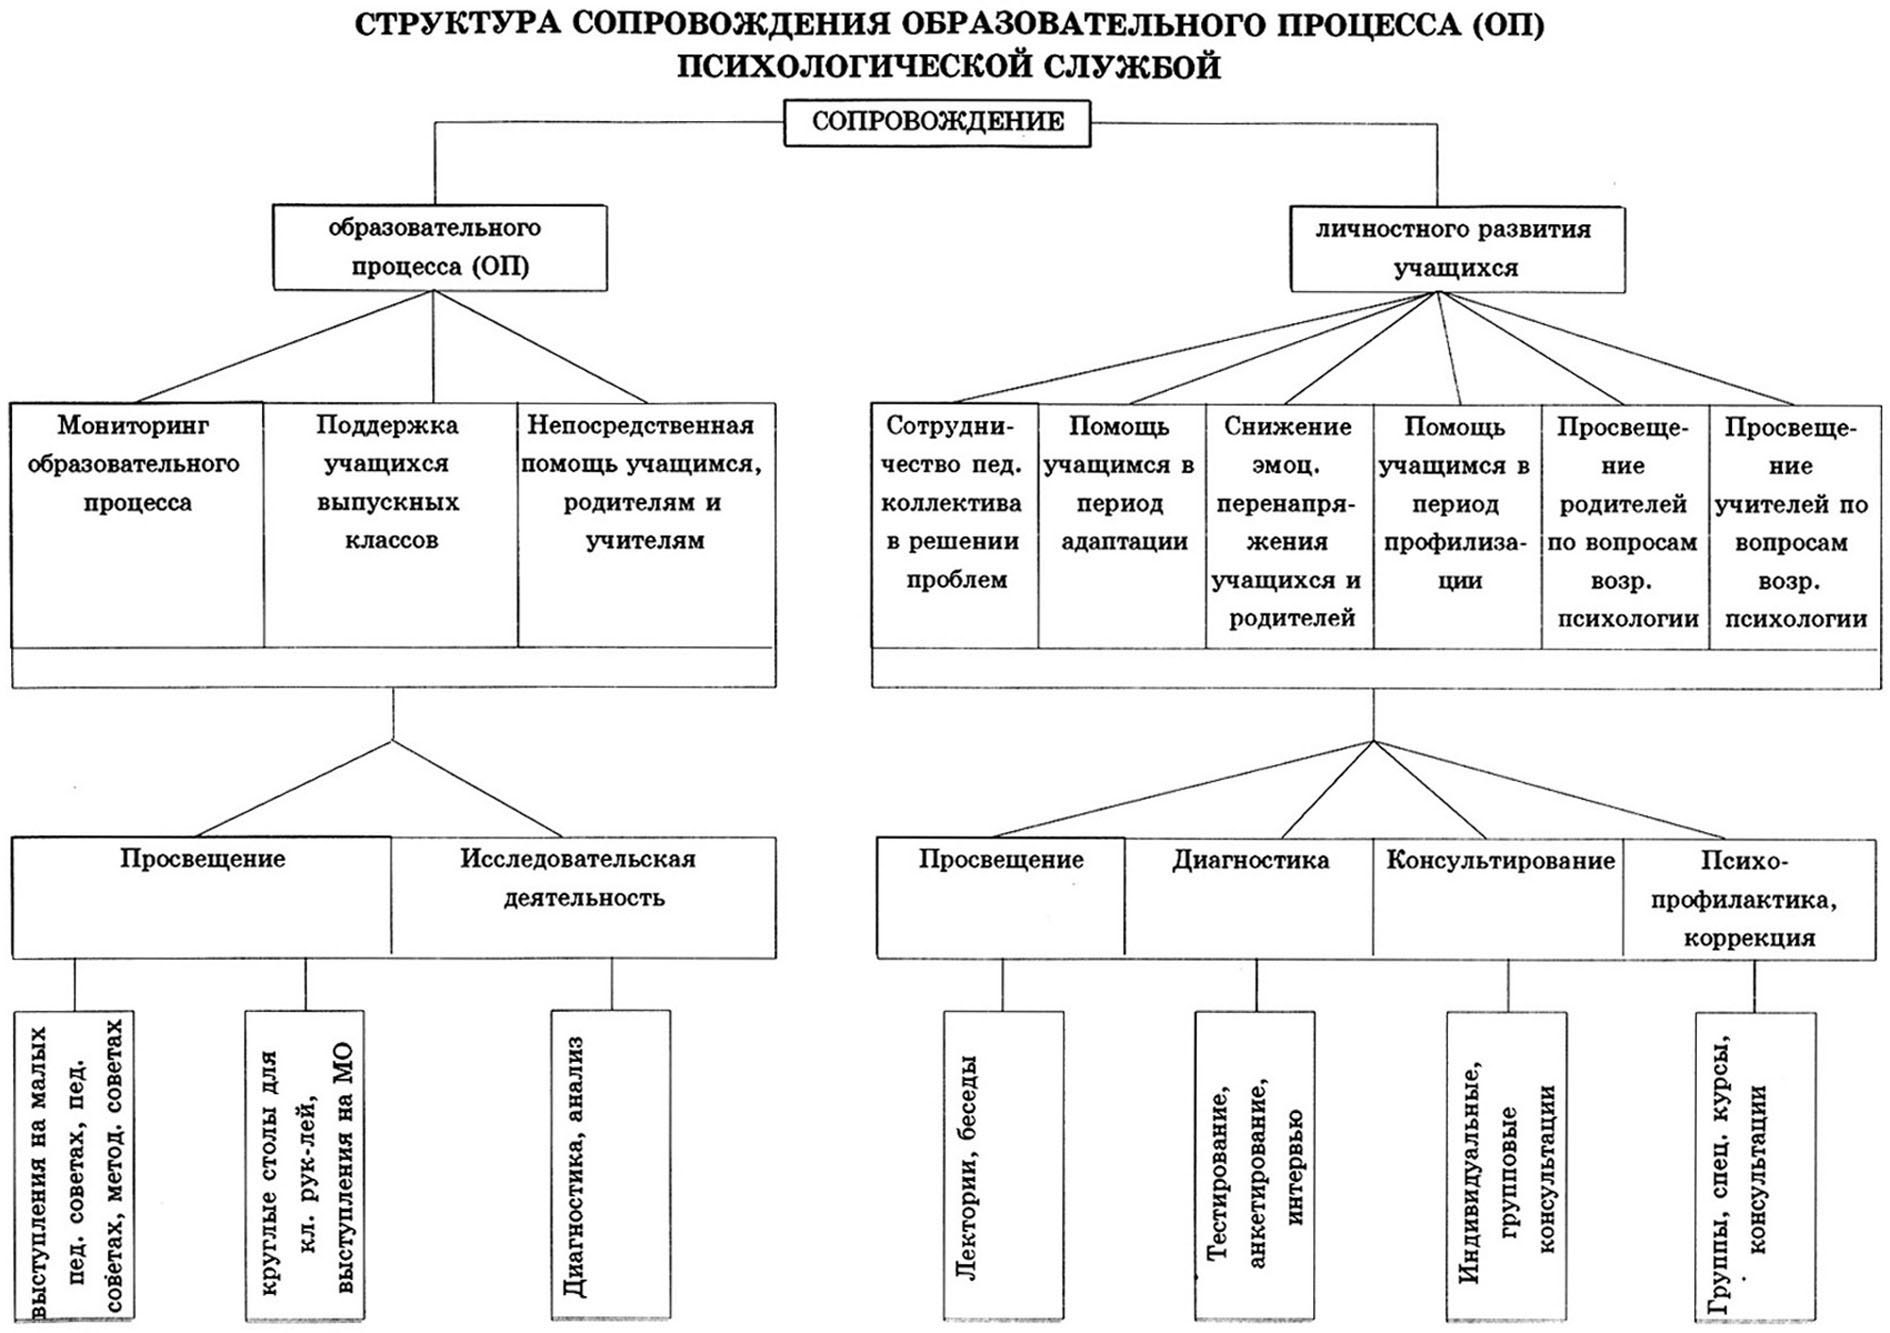 СТРУКТУРА СОПРОВОЖДЕНИЯ ОБРАЗОВАТЕЛЬНОГО ПРОЦЕССА (ОП)
ПСИХОЛОГИЧЕСКОЙ СЛУЖБОЙ
СОПРОВОЖДЕНИЕ
образовательного
процесса (ОП)
личностного развития
учащихся
Мониторинг
образовательного
процесса
Поддержка
учащихся
выпускных
классов
Непосредственная
помощь учащимся,
родителям и
учителям
Сотрудни-
чество пед.
коллектива
в решении
проблем
Помощь
учащимся в
период
адаптации
Снижение
эмоц.
перенапря-
жения
учащихся и
родителей
Помощь
учащимся в
период
профилиза-
ции
Просвеще-
ние
родителей
по вопросам
возр.
психологии
Просвеще-
ние
учителей по
вопросам
возр.
психологии
Просвещение
Исследовательская
деятельность
Просвещение
Диагностика
Консультирование
Психо-
профилактика,
коррекция
выступления на малых
пед. советах, пед.
советах, метод. советах
круглые столы для
кл. рук-лей,
выступления на МО
Диагностика, анализ
Лектории, беседы
Тестирование,
анкетирование,
интервью
Индивидуальные,
групповые
консультации
Группы, спец. курсы,
консультации